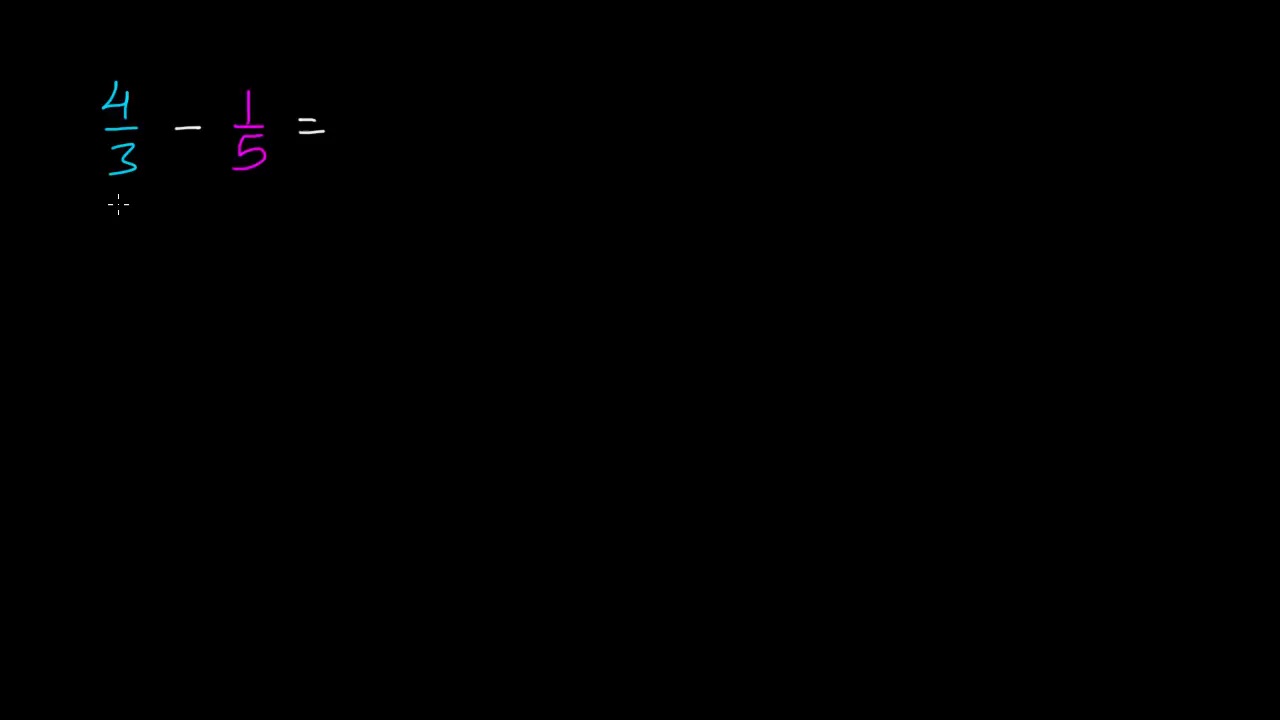 4/3 - 1/5 =